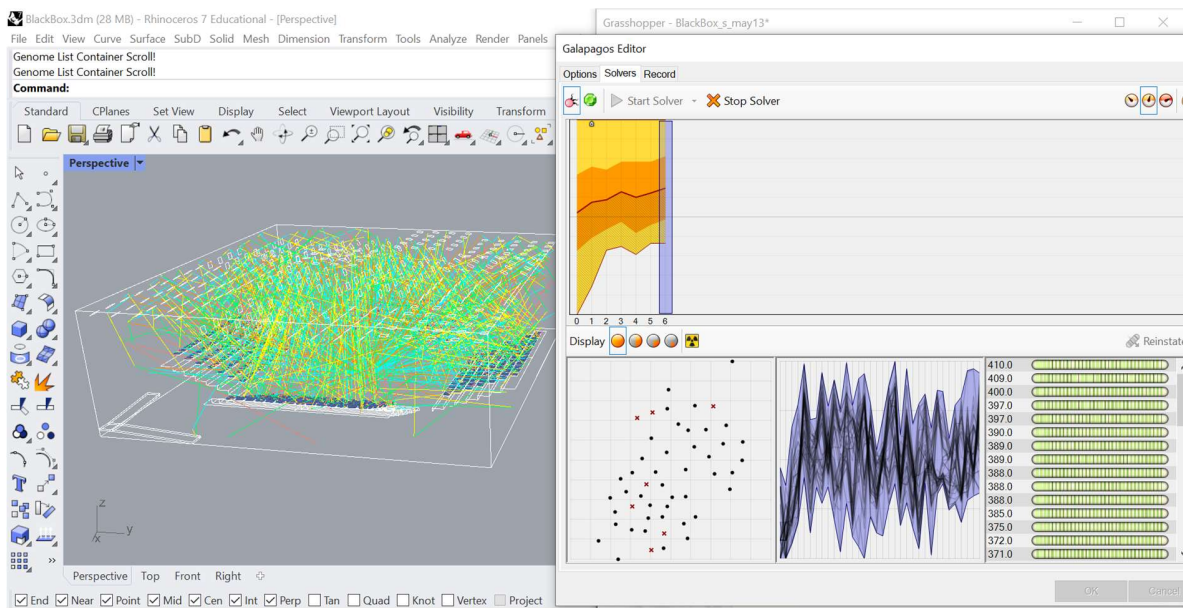 BlackBox.3dm (28 MB) - Rhinoceros 7 Educational - [Perspective]
File Edit View Curve Surface SubD Solid Mesh Dimension Transform Tools Analyze Render Panels
Genome List Container Scroll!
Genome List Container Scroll!
Command:
Standard CPlanes Set View Display Select Viewport Layout Visibility Transform
Perspective
z
y
x
Perspective Top Front Right
End Near Point Mid Cen Int Perp Tan Quad Knot Vertex Project
Grasshopper - BlackBox_s_may13*
Galapagos Editor
Options Solvers Record
Start Solver Stop Solver
0 1 2 3 4 5 6
Display
410.0
409.0
400.0
397.0
397.0
390.0
389.0
389.0
388.0
388.0
388.0
385.0
375.0
372.0
371.0
OK Cancel